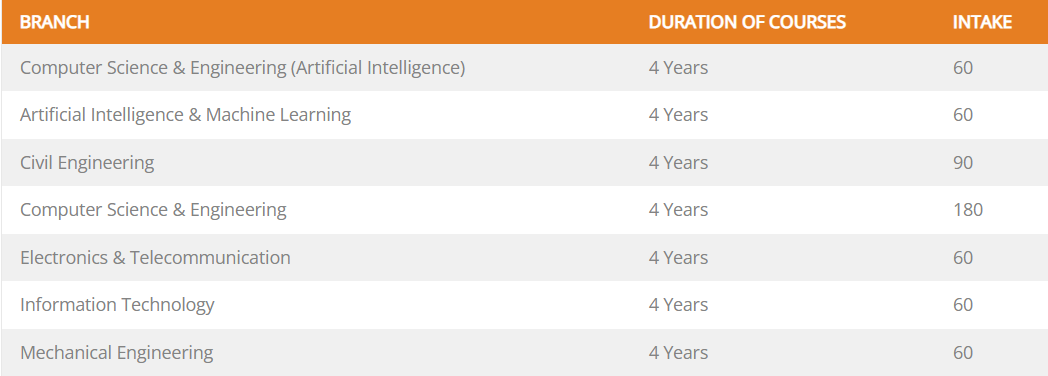 BRANCH DURATION OF COURSES INTAKE
Computer Science & Engineering (Artificial Intelligence) 4 Years 60
Artificial Intelligence & Machine Learning 4 Years 60
Civil Engineering 4 Years 90
Computer Science & Engineering 4 Years 180
Electronics & Telecommunication 4 Years 60
Information Technology 4 Years 60
Mechanical Engineering 4 Years 60